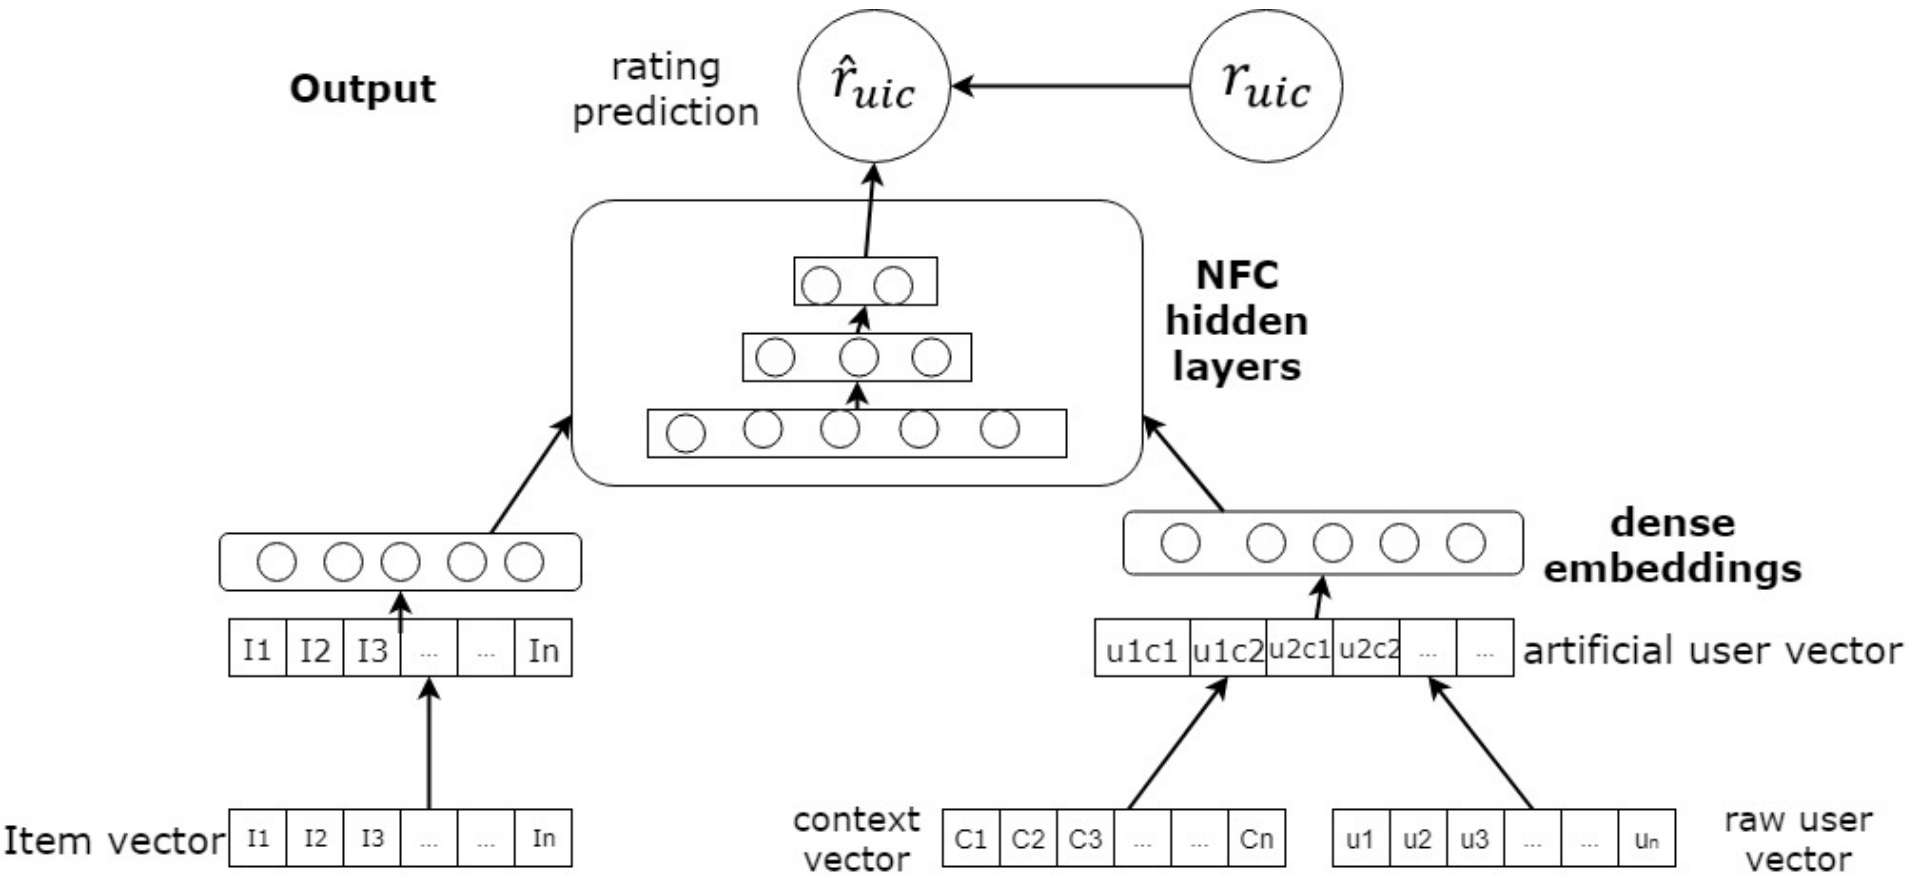 Output
rating
prediction
r̂uic
ruic
NFC
hidden
layers
dense
embeddings
I1 I2 I3 ... ... In
u1c1 u1c2 u2c1 u2c2 ... ...
artificial user vector
Item vector
I1 I2 I3 ... ... In
context
vector
C1 C2 C3 ... ... Cn
u1 u2 u3 ... ... un
raw user
vector